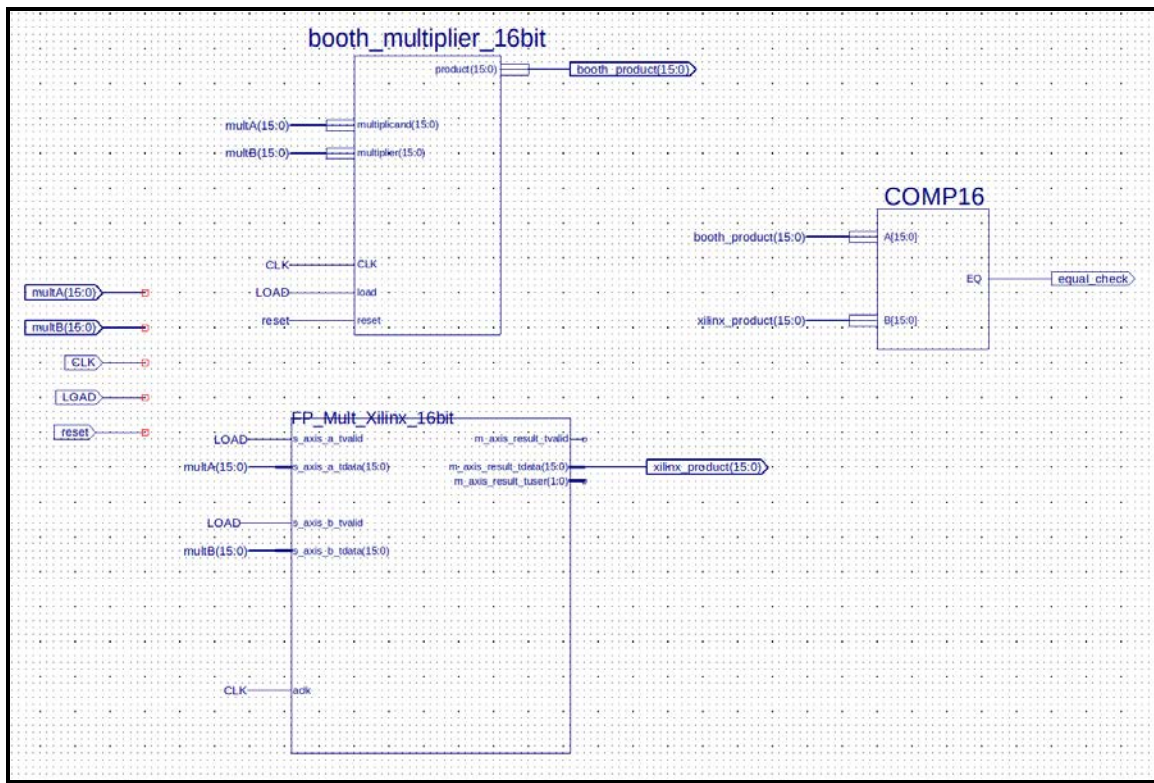 booth_multiplier_16bit
product(15:0)
booth_product(15:0)
multA(15:0)
multiplicand(15:0)
multB(15:0)
multiplier(15:0)
CLK
CLK
LOAD
load
reset
reset
COMP16
booth_product(15:0)
A[15:0]
EQ
equal_check
xilinx_product(15:0)
B[15:0]
multA(15:0)
multB(15:0)
CLK
LOAD
reset
FP_Mult_Xilinx_16bit
LOAD
s_axis_a_tvalid
m_axis_result_tvalid
multA(15:0)
s_axis_a_tdata(15:0)
m_axis_result_tdata(15:0)
xilinx_product(15:0)
m_axis_result_tuser(1:0)
LOAD
s_axis_b_tvalid
multB(15:0)
s_axis_b_tdata(15:0)
CLK
aclk